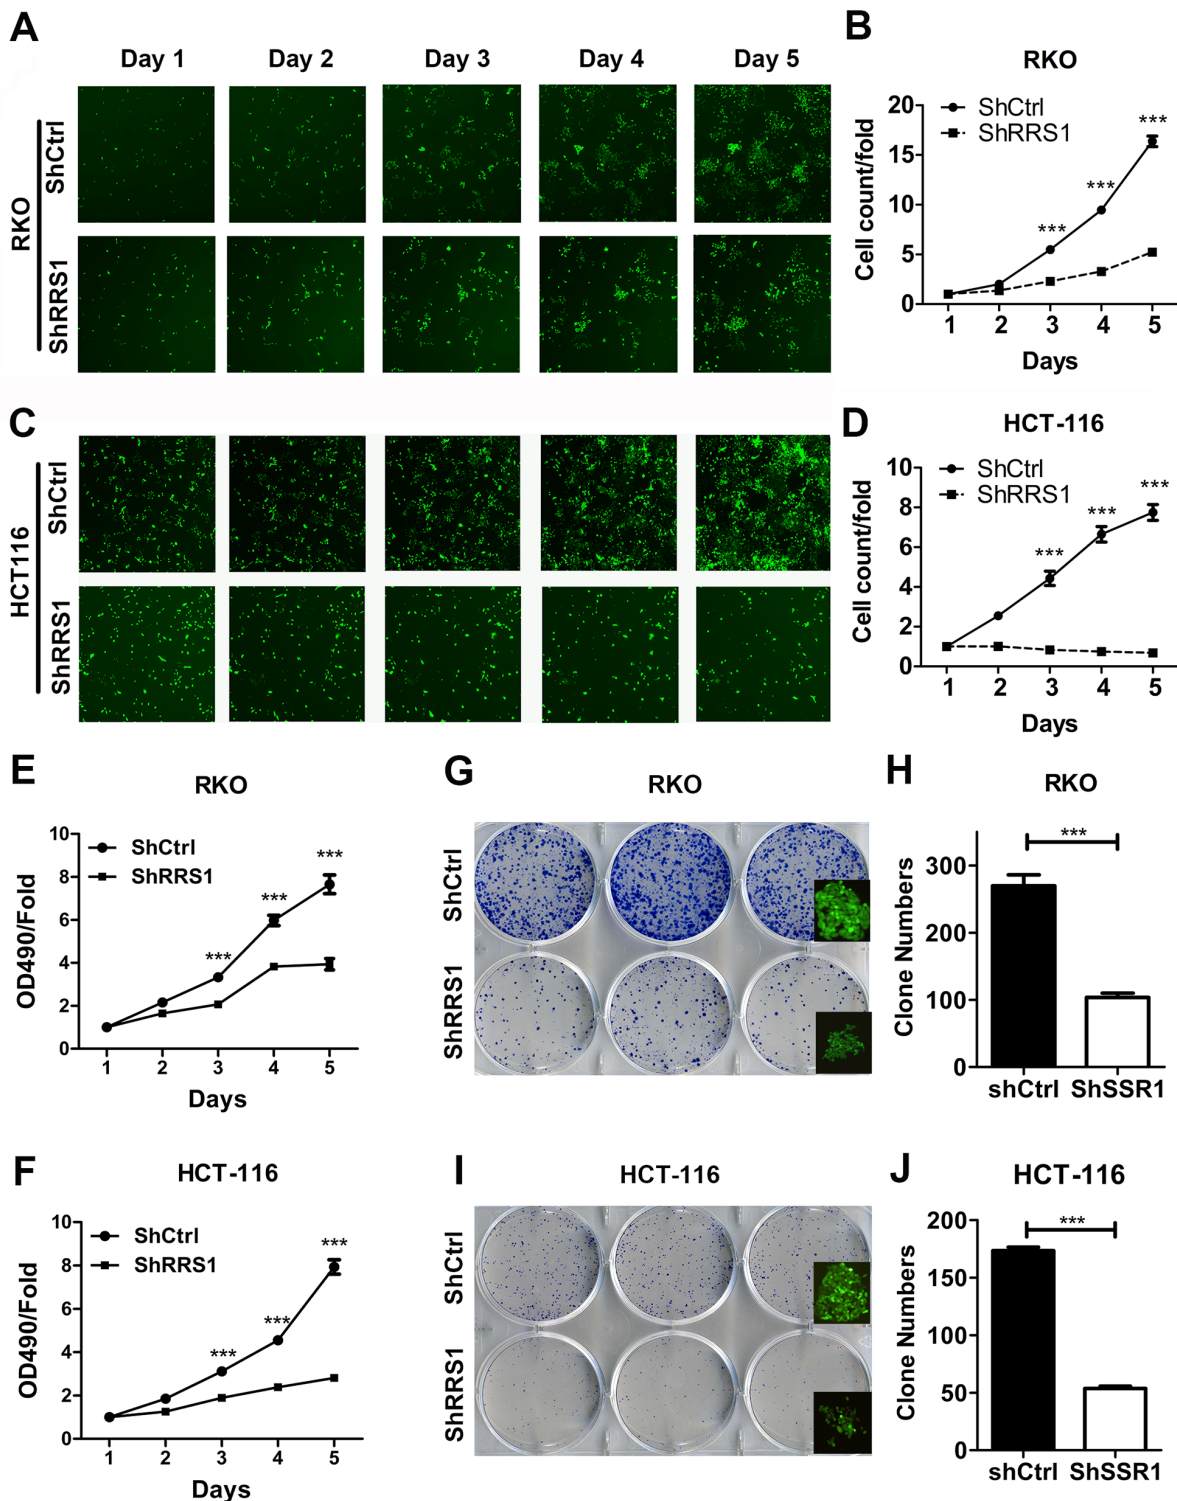 A
Day 1 Day 2 Day 3 Day 4 Day 5
RKO
ShCtrl
ShRRS1
B
RKO
ShCtrl
ShRRS1
Cell count/fold
20
15
10
5
0
***
***
***
1 2 3 4 5
Days
C
HCT116
ShCtrl
ShRRS1
D
HCT-116
ShCtrl
ShRRS1
Cell count/fold
10
8
6
4
2
0
***
***
***
1 2 3 4 5
Days
E
RKO
ShCtrl
ShRRS1
OD490/Fold
10
8
6
4
2
0
***
***
***
1 2 3 4 5
Days
G
RKO
ShCtrl
ShRRS1
H
RKO
***
Clone Numbers
300
200
100
0
shCtrl ShSSR1
F
HCT-116
ShCtrl
ShRRS1
OD490/Fold
10
8
6
4
2
0
***
***
***
1 2 3 4 5
Days
I
HCT-116
ShCtrl
ShRRS1
J
HCT-116
***
Clone Numbers
200
150
100
50
0
shCtrl ShSSR1